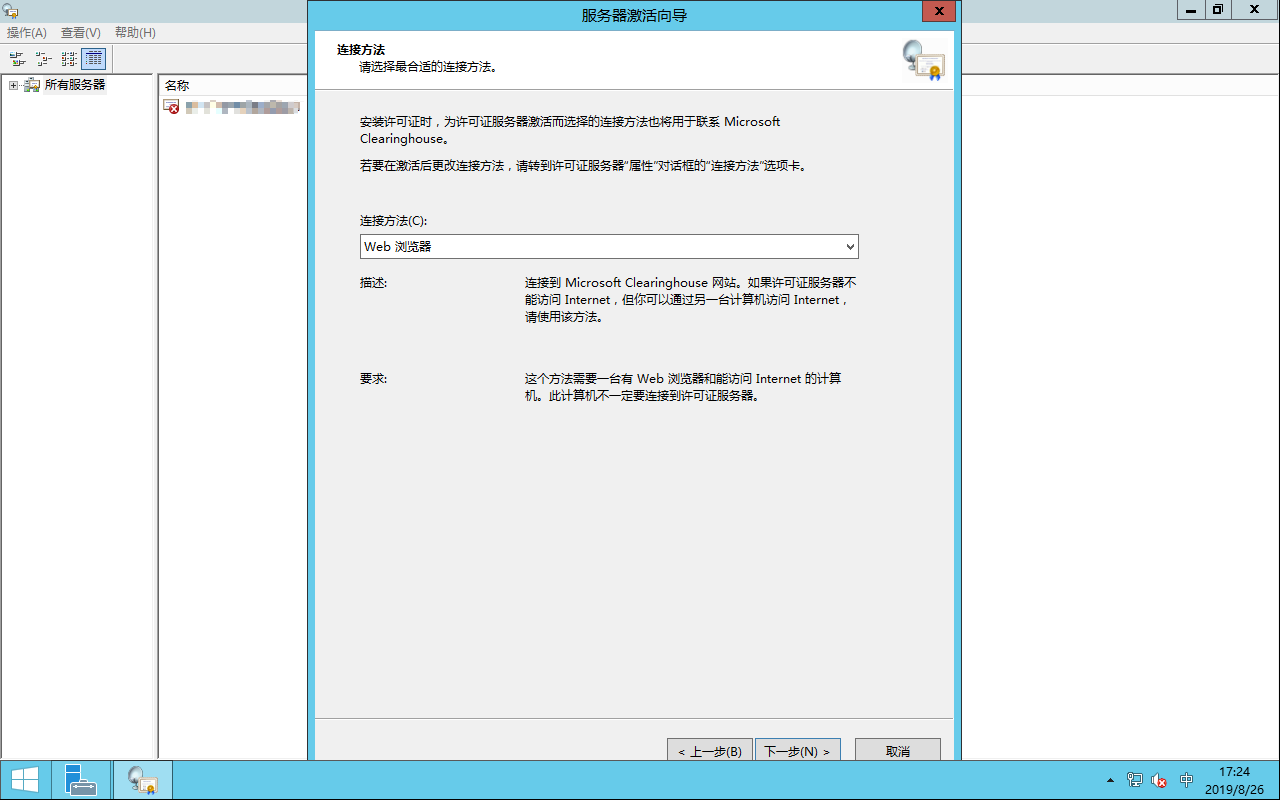 服务器激活向导
操作(A) 查看(V) 帮助(H)
所有服务器
名称
连接方法
请选择最合适的连接方法。
安装许可证时，为许可证服务器激活而选择的连接方法也将用于联系 Microsoft
Clearinghouse。
若要在激活后更改连接方法，请转到许可证服务器"属性"对话框的"连接方法"选项卡。
连接方法(C):
Web 浏览器
描述:
连接到 Microsoft Clearinghouse 网站。如果许可证服务器不
能访问 Internet，但你可以通过另一台计算机访问 Internet，
请使用该方法。
要求:
这个方法需要一台有 Web 浏览器和能访问 Internet 的计算
机。此计算机不一定要连接到许可证服务器。
< 上一步(B) 下一步(N) > 取消
中
17:24
2019/8/26